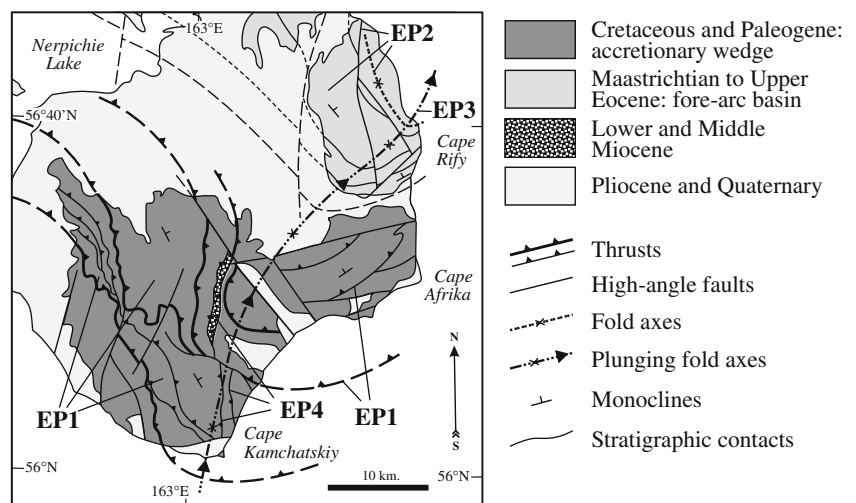 163°E
Nerpichie
Lake
EP2
56°40'N
EP3
Cape
Rify
Cape
Afrika
N
S
EP1
EP4
EP1
Cape
Kamchatskiy
56°N
56°N
10 km.
163°E
Cretaceous and Paleogene:
accretionary wedge
Maastrichtian to Upper
Eocene: fore-arc basin
Lower and Middle
Miocene
Pliocene and Quaternary
Thrusts
High-angle faults
Fold axes
Plunging fold axes
Monoclines
Stratigraphic contacts